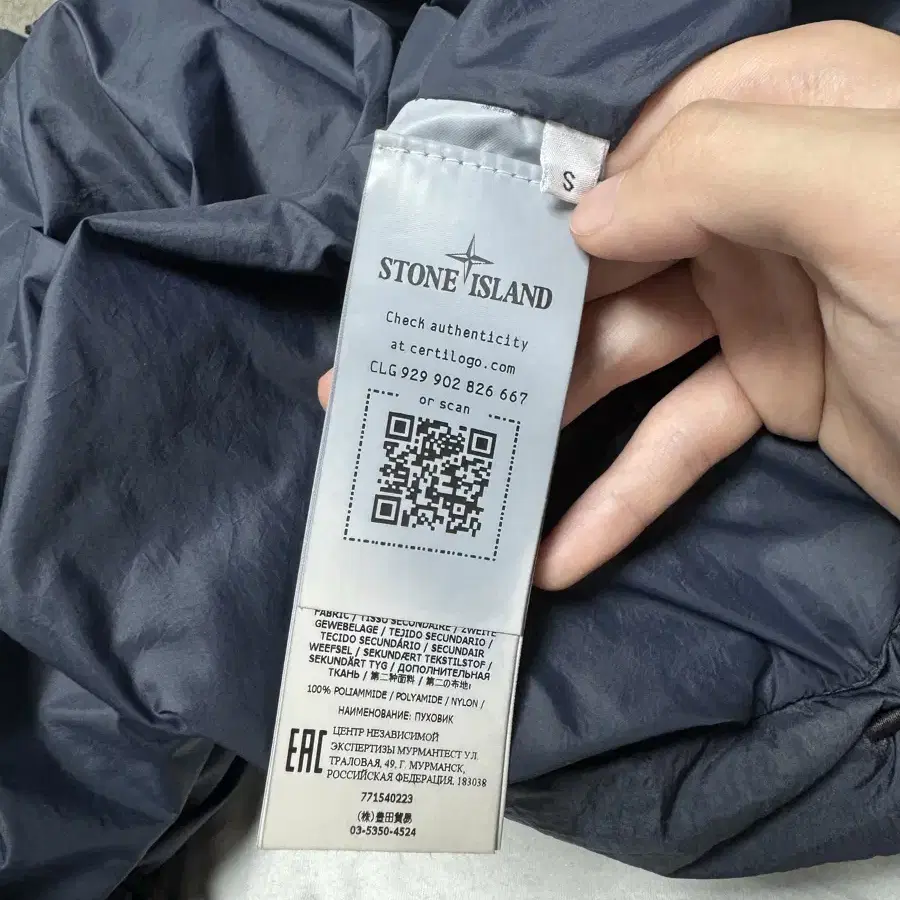 S
STONE ISLAND
Check authenticity
at certilogo.com
CLG 929 902 826 667
or scan
FABRIC / TISSU SECONDAIRE / ZWEITE
GEWEBELAGE / TEJIDO SECUNDARIO /
TECIDO SECUNDÁRIO / SECUNDAIR
WEEFSEL / SEKUNDÆRT TEKSTILSTOF /
SEKUNDÄRT TYG / ДОПОЛНИТЕЛЬНАЯ
ТКАНЬ / 第二种面料 / 第二の布地/
100% POLIAMMIDE / POLYAMIDE / NYLON /
НАИМЕНОВАНИЕ: ПУХОВИК
EAC
ЦЕНТР НЕЗАВИСИМОЙ
ЭКСПЕРТИЗЫ МУРМАНТЕСТ УЛ.
ТРАЛОВАЯ, 49, Г. МУРМАНСК,
РОССИЙСКАЯ ФЕДЕРАЦИЯ, 183038
771540223
(株)豊田貿易
03-5350-4524